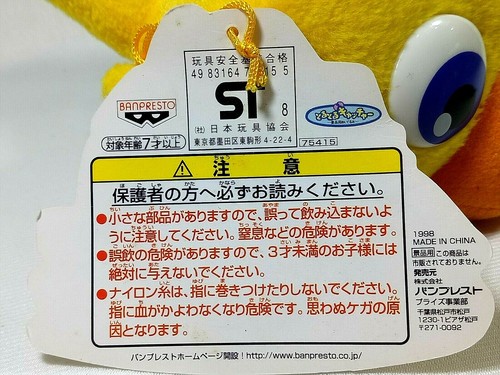 玩具安全基 合格
49 83164 7 15 5
ST
8
(社)日本玩具協会
東京都墨田区東駒形4-22-4
75415
BANPRESTO
対象年齢7才以上
ちゅう い
注 意
保護者の方へ必ずお読みください。
●小さな部品がありますので、誤って飲み込まないよ
うに注意してください。窒息などの危険があります。
●誤飲の危険がありますので、3才未満のお子様には
絶対に与えないでください。
●ナイロン糸は、指に巻きつけたりしないでください。
指に血がかよわなくなり危険です。思わぬケガの原
因となります。
バンプレストホームページ開設!http://www.banpresto.co.jp/
1998
MADE IN CHINA
景品用 この商品は
市販されておりません。
発売元
株式会社
バンプレスト
プライズ事業部
千葉県松戸市松戸
1230-1ピアザ松戸
〒271-0092